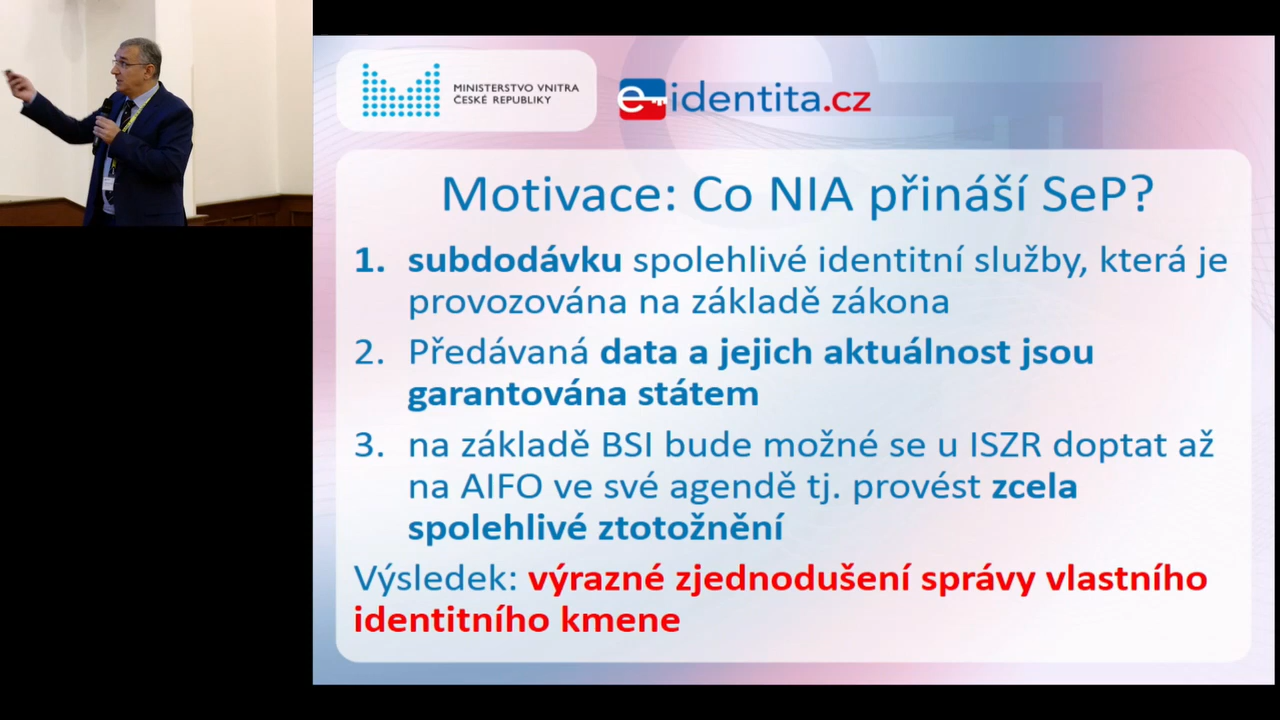 MINISTERSTVO VNITRA
ČESKÉ REPUBLIKY
e-identita.cz
Motivace: Co NIA přináší SeP?
1. subdodávku spolehlivé identitní služby, která je
provozována na základě zákona
2. Předávaná data a jejich aktuálnost jsou
garantována státem
3. na základě BSI bude možné se u ISZR doptat až
na AIFO ve své agendě tj. provést zcela
spolehlivé ztotožnění
Výsledek: výrazné zjednodušení správy vlastního
identitního kmene